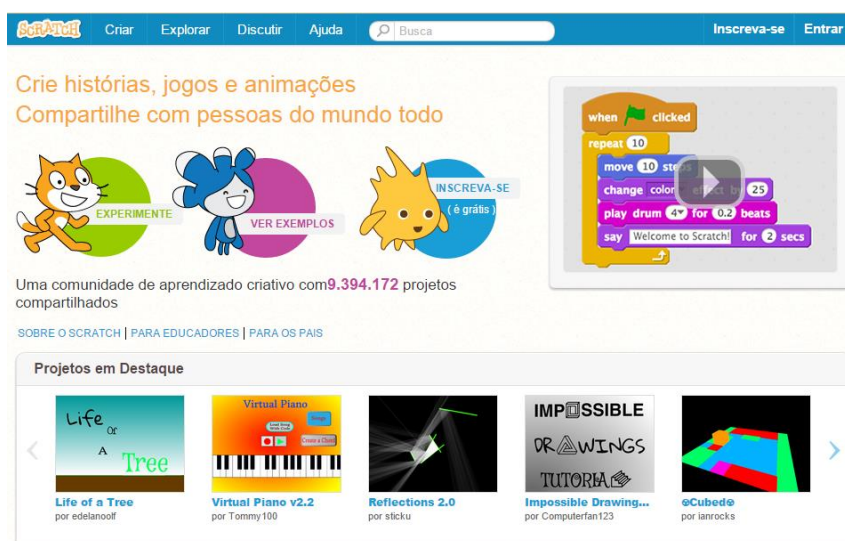 SCRATCH Criar Explorar Discutir Ajuda Busca Inscreva-se Entrar
Crie histórias, jogos e animações
Compartilhe com pessoas do mundo todo
EXPERIMENTE
VER EXEMPLOS
INSCREVA-SE
( é grátis )
when clicked
repeat 10
move 10 steps
change color effect by 25
play drum 4 for 0.2 beats
say Welcome to Scratch! for 2 secs
Uma comunidade de aprendizado criativo com9.394.172 projetos
compartilhados
SOBRE O SCRATCH | PARA EDUCADORES | PARA OS PAIS
Projetos em Destaque
Life
or
A
Tree
Virtual Piano
Create a Chord
IMPOSSIBLE
DRAWINGS
TUTORIAL
Life of a Tree
por edelanoolf
Virtual Piano v2.2
por Tommy100
Reflections 2.0
por sticku
Impossible Drawing...
por Computerfan123
@Cubed@
por ianrocks